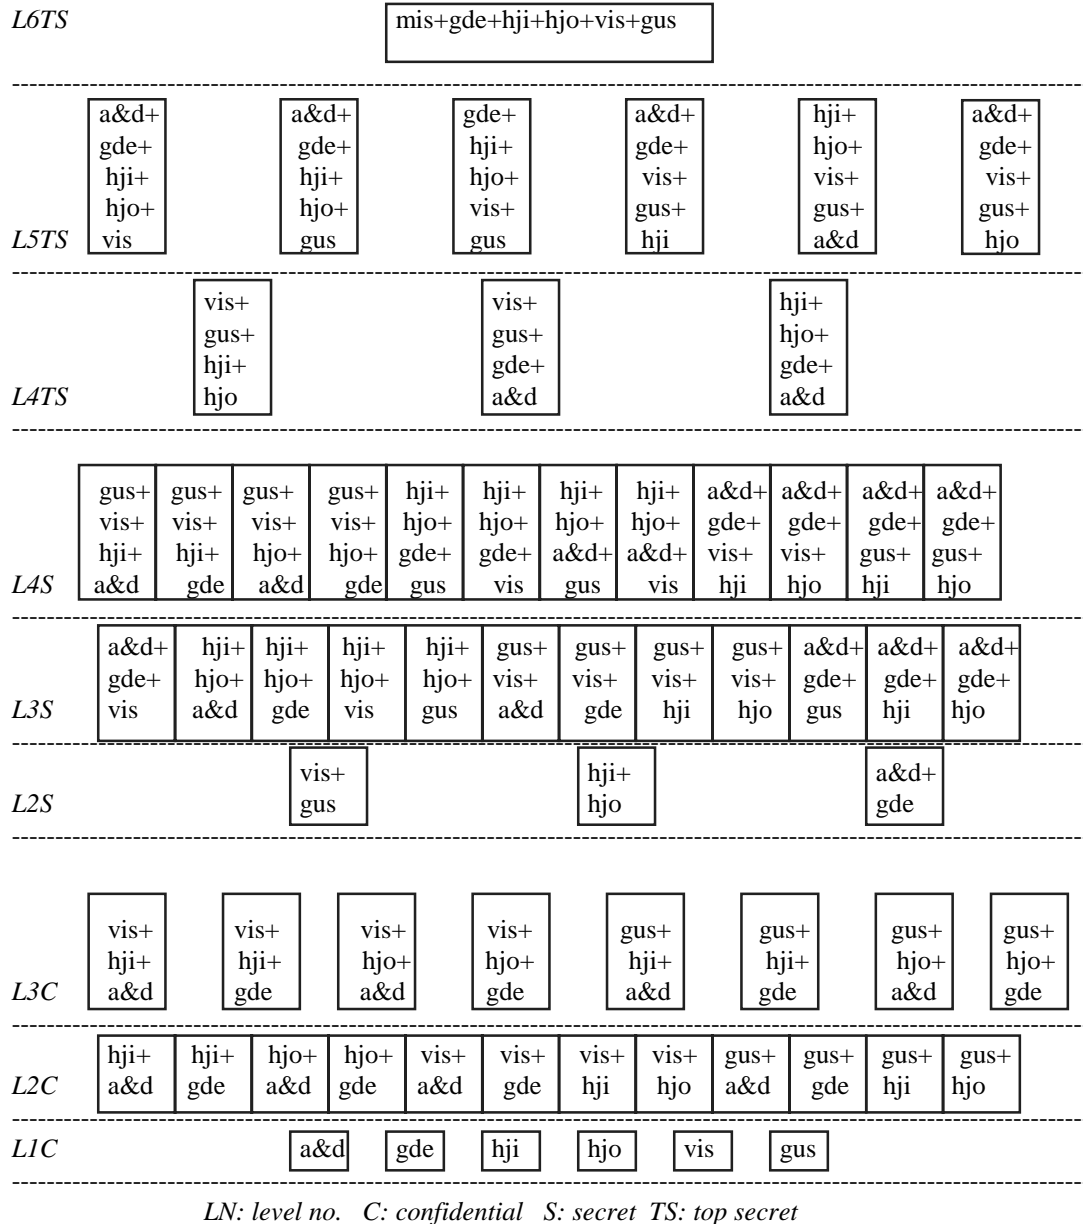 L6TS mis+gde+hji+hjo+vis+gus
a&d+ a&d+ gde+ a&d+ hji+ a&d+
gde+ gde+ hji+ gde+ hjo+ gde+
hji+ hji+ hjo+ vis+ vis+ vis+
hjo+ hjo+ vis+ gus+ gus+ gus+
L5TS vis gus gus hji a&d hjo
vis+ vis+ hji+
gus+ gus+ hjo+
hji+ gde+ gde+
L4TS hjo a&d a&d
gus+ gus+ gus+ gus+ hji+ hji+ hji+ hji+ a&d+ a&d+ a&d+ a&d+
vis+ vis+ vis+ vis+ hjo+ hjo+ hjo+ hjo+ gde+ gde+ gde+ gde+
hji+ hji+ hjo+ hjo+ gde+ gde+ a&d+ a&d+ vis+ vis+ gus+ gus+
L4S a&d gde a&d gde gus vis gus vis hji hjo hji hjo
a&d+ hji+ hji+ hji+ hji+ gus+ gus+ gus+ gus+ a&d+ a&d+ a&d+
gde+ hjo+ hjo+ hjo+ hjo+ vis+ vis+ vis+ vis+ gde+ gde+ gde+
L3S vis a&d gde vis gus a&d gde hji hjo gus hji hjo
vis+ hji+ a&d+
L2S gus hjo gde
vis+ vis+ vis+ vis+ gus+ gus+ gus+ gus+
hji+ hji+ hjo+ hjo+ hji+ hji+ hjo+ hjo+
L3C a&d gde a&d gde a&d gde a&d gde
hji+ hji+ hjo+ hjo+ vis+ vis+ vis+ vis+ gus+ gus+ gus+ gus+
L2C a&d gde a&d gde a&d gde hji hjo a&d gde hji hjo
L1C a&d gde hji hjo vis gus
LN: level no. C: confidential S: secret TS: top secret